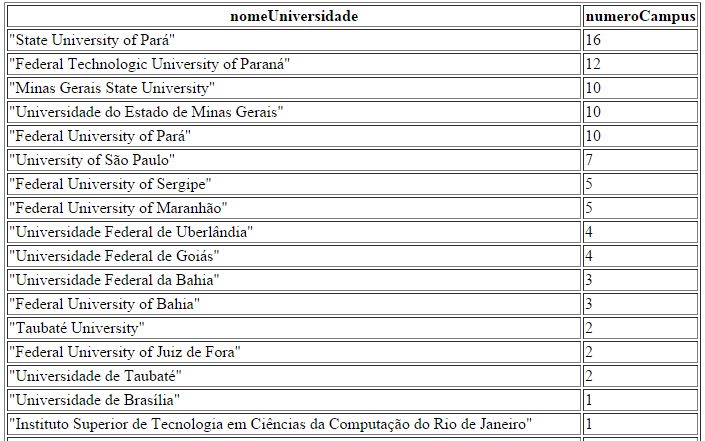 nomeUniversidade numeroCampus
"State University of Pará" 16
"Federal Technologic University of Paraná" 12
"Minas Gerais State University" 10
"Universidade do Estado de Minas Gerais" 10
"Federal University of Pará" 10
"University of São Paulo" 7
"Federal University of Sergipe" 5
"Federal University of Maranhão" 5
"Universidade Federal de Uberlândia" 4
"Universidade Federal de Goiás" 4
"Universidade Federal da Bahia" 3
"Federal University of Bahia" 3
"Taubaté University" 2
"Federal University of Juiz de Fora" 2
"Universidade de Taubaté" 2
"Universidade de Brasília" 1
"Instituto Superior de Tecnologia em Ciências da Computação do Rio de Janeiro" 1